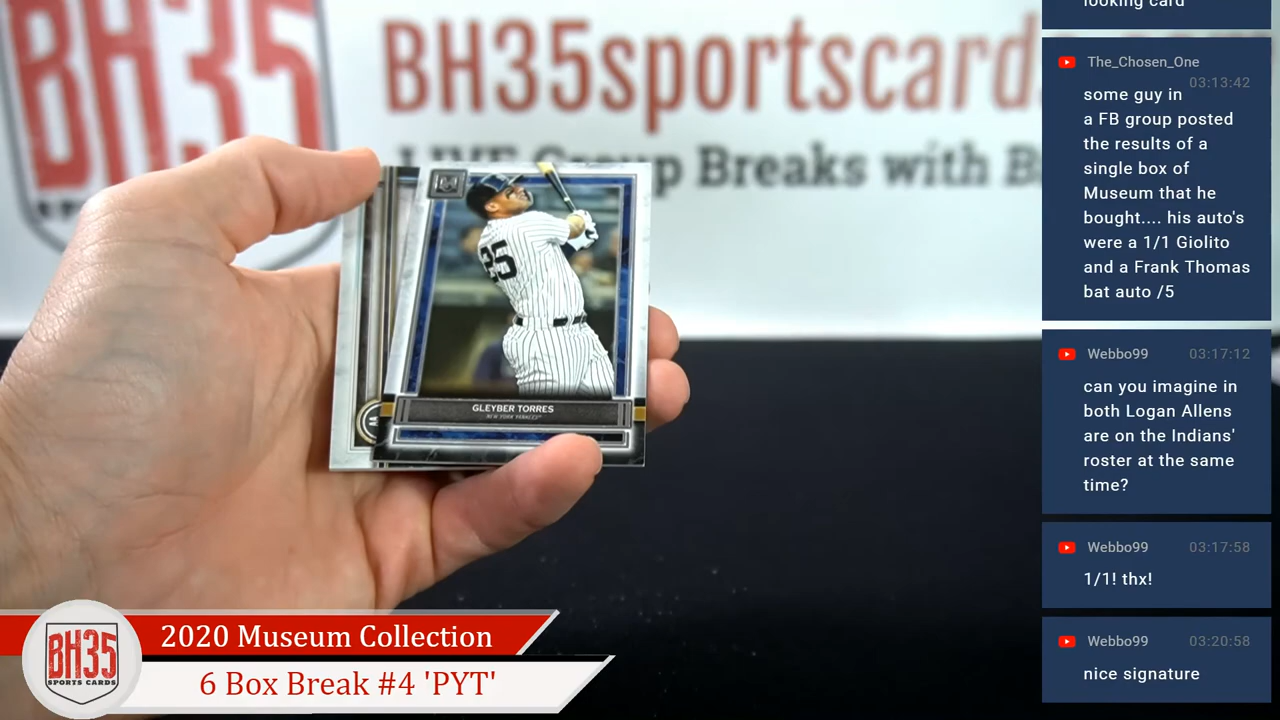 BH35
BH35sportscard
LIVE Group Breaks with B
25
GLEYBER TORRES
NEW YORK YANKEES
BH35
SPORTS CARDS
2020 Museum Collection
6 Box Break #4 'PYT'
looking card
The_Chosen_One
03:13:42
some guy in
a FB group posted
the results of a
single box of
Museum that he
bought.... his auto's
were a 1/1 Giolito
and a Frank Thomas
bat auto /5
Webbo99 03:17:12
can you imagine in
both Logan Allens
are on the Indians'
roster at the same
time?
Webbo99 03:17:58
1/1! thx!
Webbo99 03:20:58
nice signature